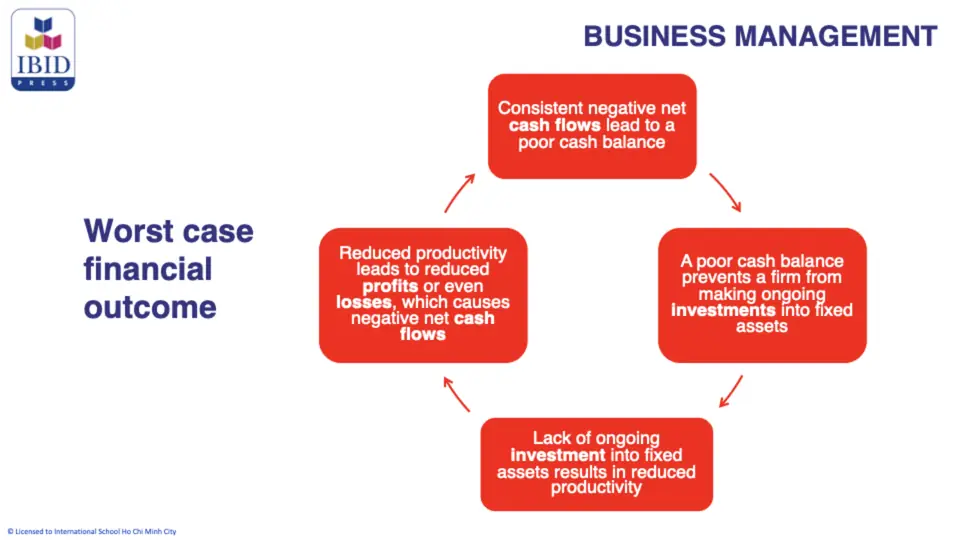 IBID
PRESS
BUSINESS MANAGEMENT
Worst case
financial
outcome
Consistent negative net
cash flows lead to a
poor cash balance
A poor cash balance
prevents a firm from
making ongoing
investments into fixed
assets
Lack of ongoing
investment into fixed
assets results in reduced
productivity
Reduced productivity
leads to reduced
profits or even
losses, which causes
negative net cash
flows
© Licensed to International School Ho Chi Minh City